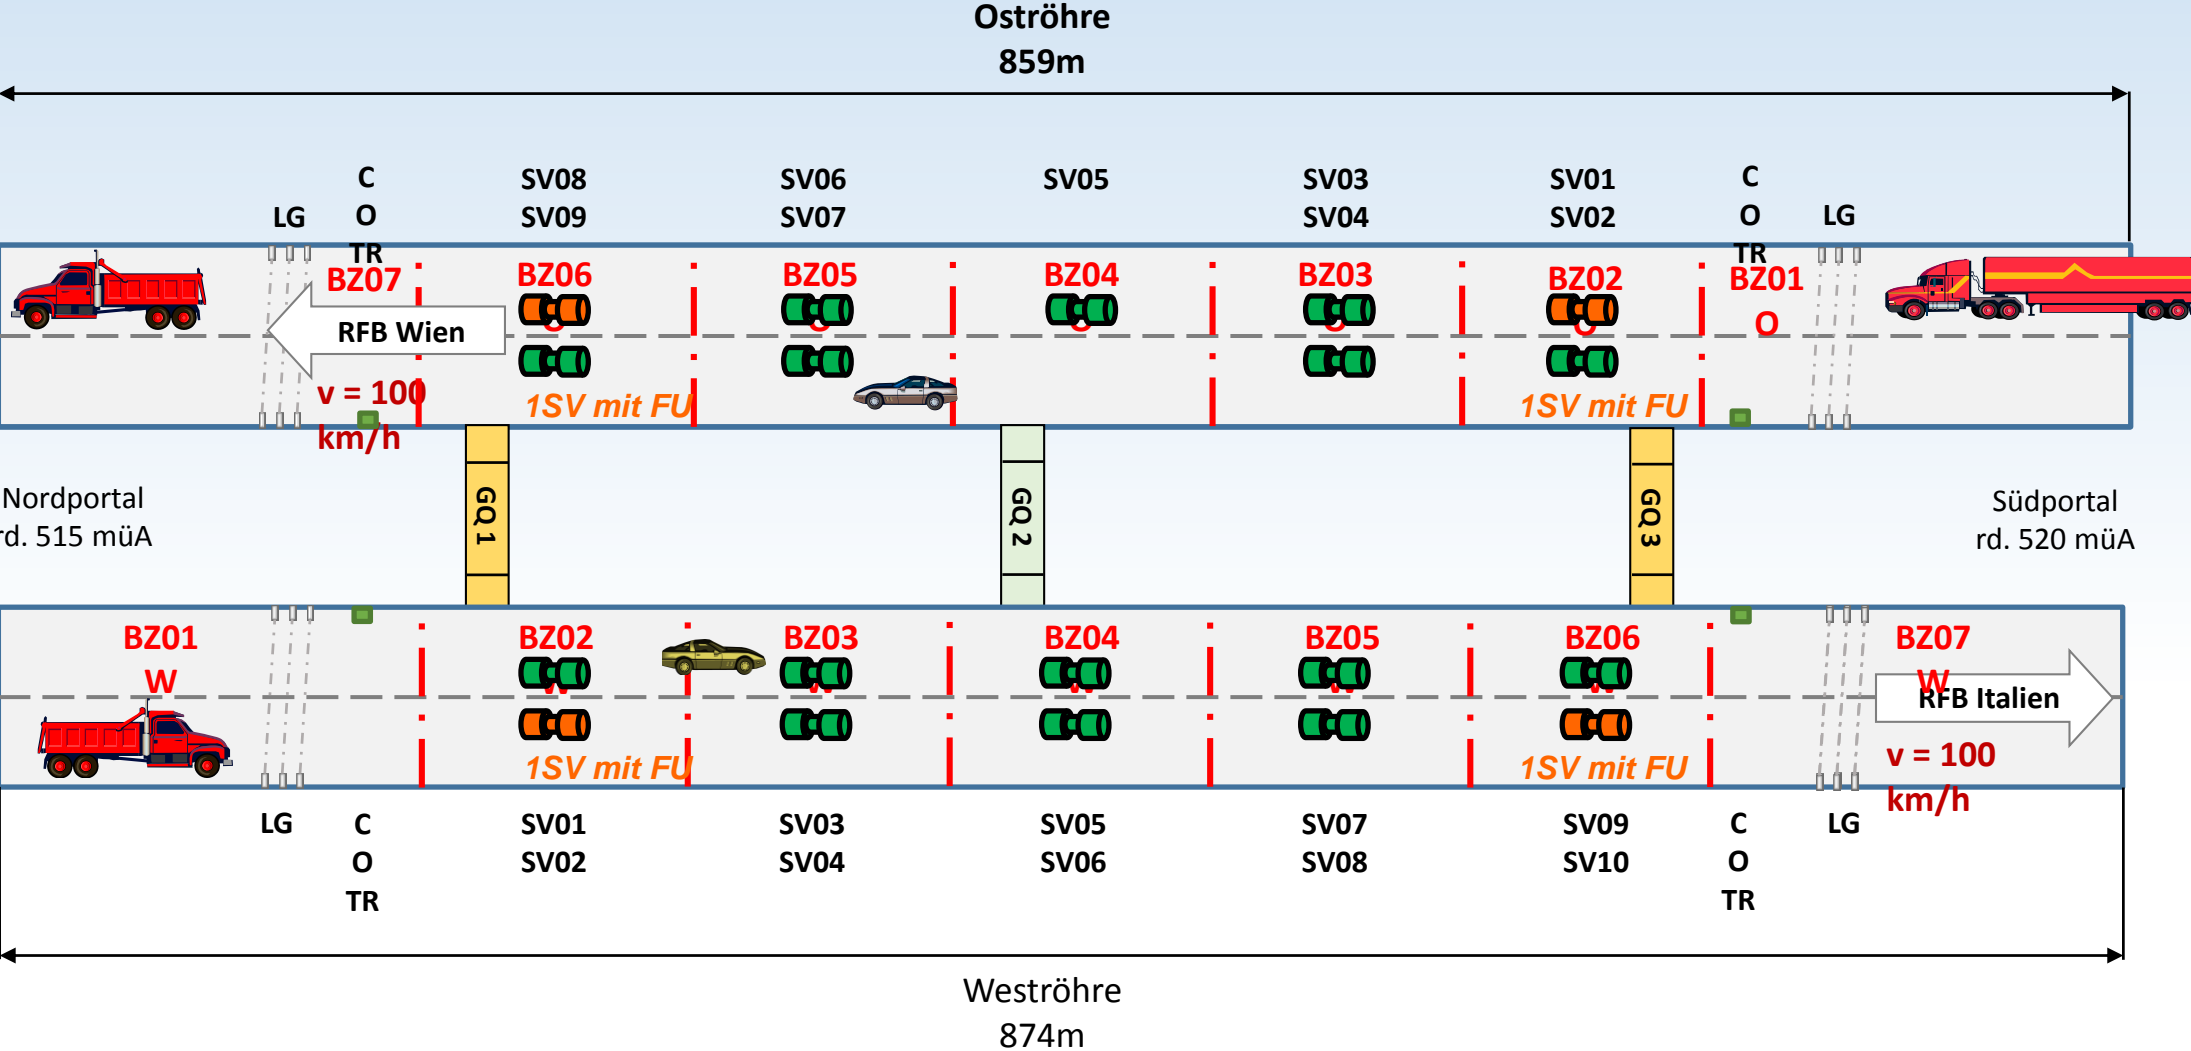 Oströhre
859m
C
O
TR
LG
SV08
SV09
SV06
SV07
SV05
SV03
SV04
SV01
SV02
C
O
TR
LG
BZ07
BZ06
BZ05
BZ04
BZ03
BZ02
BZ01
O
RFB Wien
v = 100
km/h
1SV mit FU
1SV mit FU
GQ 1
GQ 2
GQ 3
Nordportal
rd. 515 müA
Südportal
rd. 520 müA
BZ01
W
BZ02
BZ03
BZ04
BZ05
BZ06
BZ07
W
RFB Italien
v = 100
km/h
1SV mit FU
1SV mit FU
LG
C
O
TR
SV01
SV02
SV03
SV04
SV05
SV06
SV07
SV08
SV09
SV10
C
O
TR
LG
Weströhre
874m